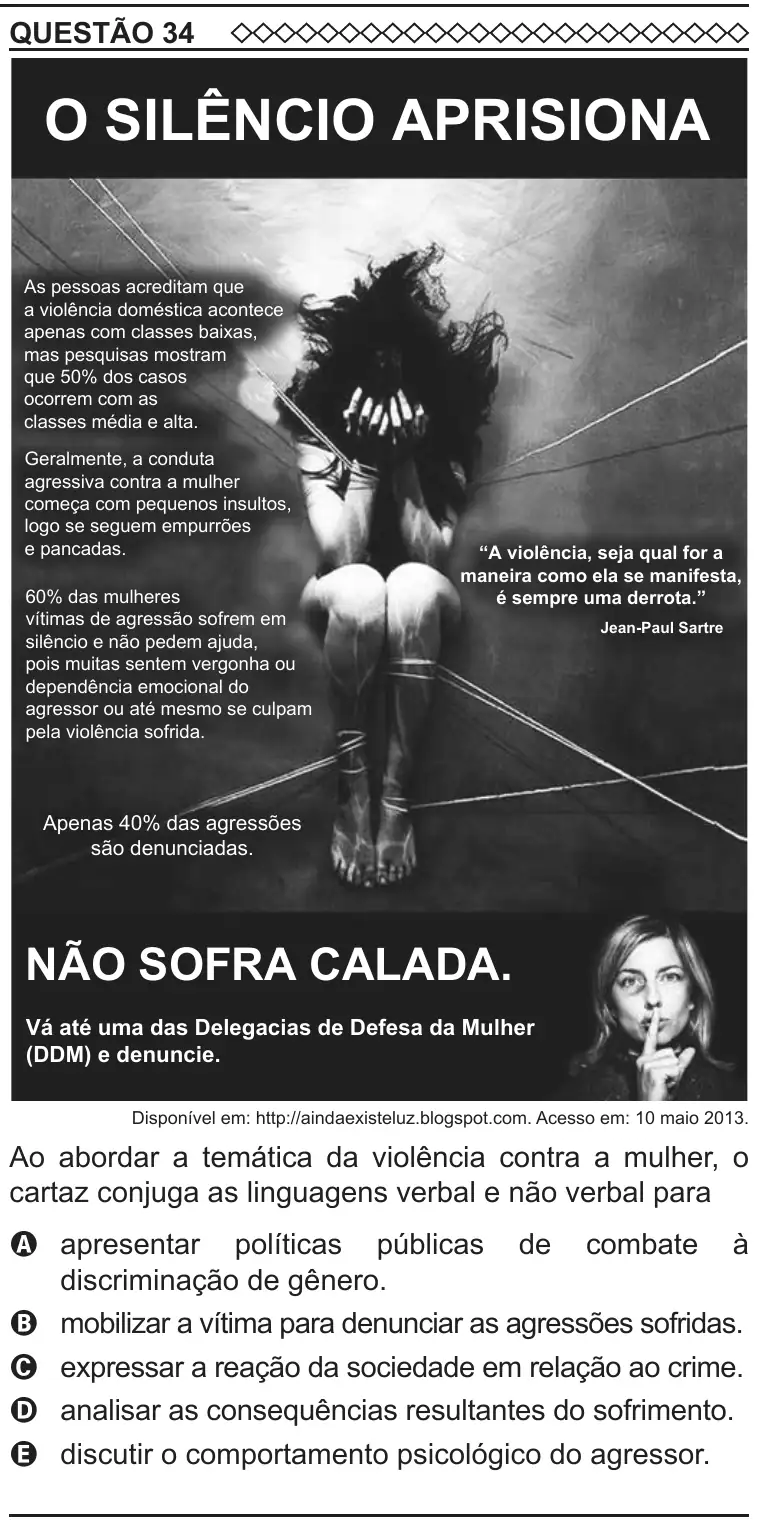 QUESTÃO 34
O SILÊNCIO APRISIONA
As pessoas acreditam que
a violência doméstica acontece
apenas com classes baixas,
mas pesquisas mostram
que 50% dos casos
ocorrem com as
classes média e alta.
Geralmente, a conduta
agressiva contra a mulher
começa com pequenos insultos,
logo se seguem empurrões
e pancadas.
60% das mulheres
vítimas de agressão sofrem em
silêncio e não pedem ajuda,
pois muitas sentem vergonha ou
dependência emocional do
agressor ou até mesmo se culpam
pela violência sofrida.
Apenas 40% das agressões
são denunciadas.
“A violência, seja qual for a
maneira como ela se manifesta,
é sempre uma derrota.”
Jean-Paul Sartre
NÃO SOFRA CALADA.
Vá até uma das Delegacias de Defesa da Mulher
(DDM) e denuncie.
Disponível em: http://aindaexisteluz.blogspot.com. Acesso em: 10 maio 2013.
Ao abordar a temática da violência contra a mulher, o
cartaz conjuga as linguagens verbal e não verbal para
A apresentar políticas públicas de combate à
discriminação de gênero.
B mobilizar a vítima para denunciar as agressões sofridas.
C expressar a reação da sociedade em relação ao crime.
D analisar as consequências resultantes do sofrimento.
E discutir o comportamento psicológico do agressor.